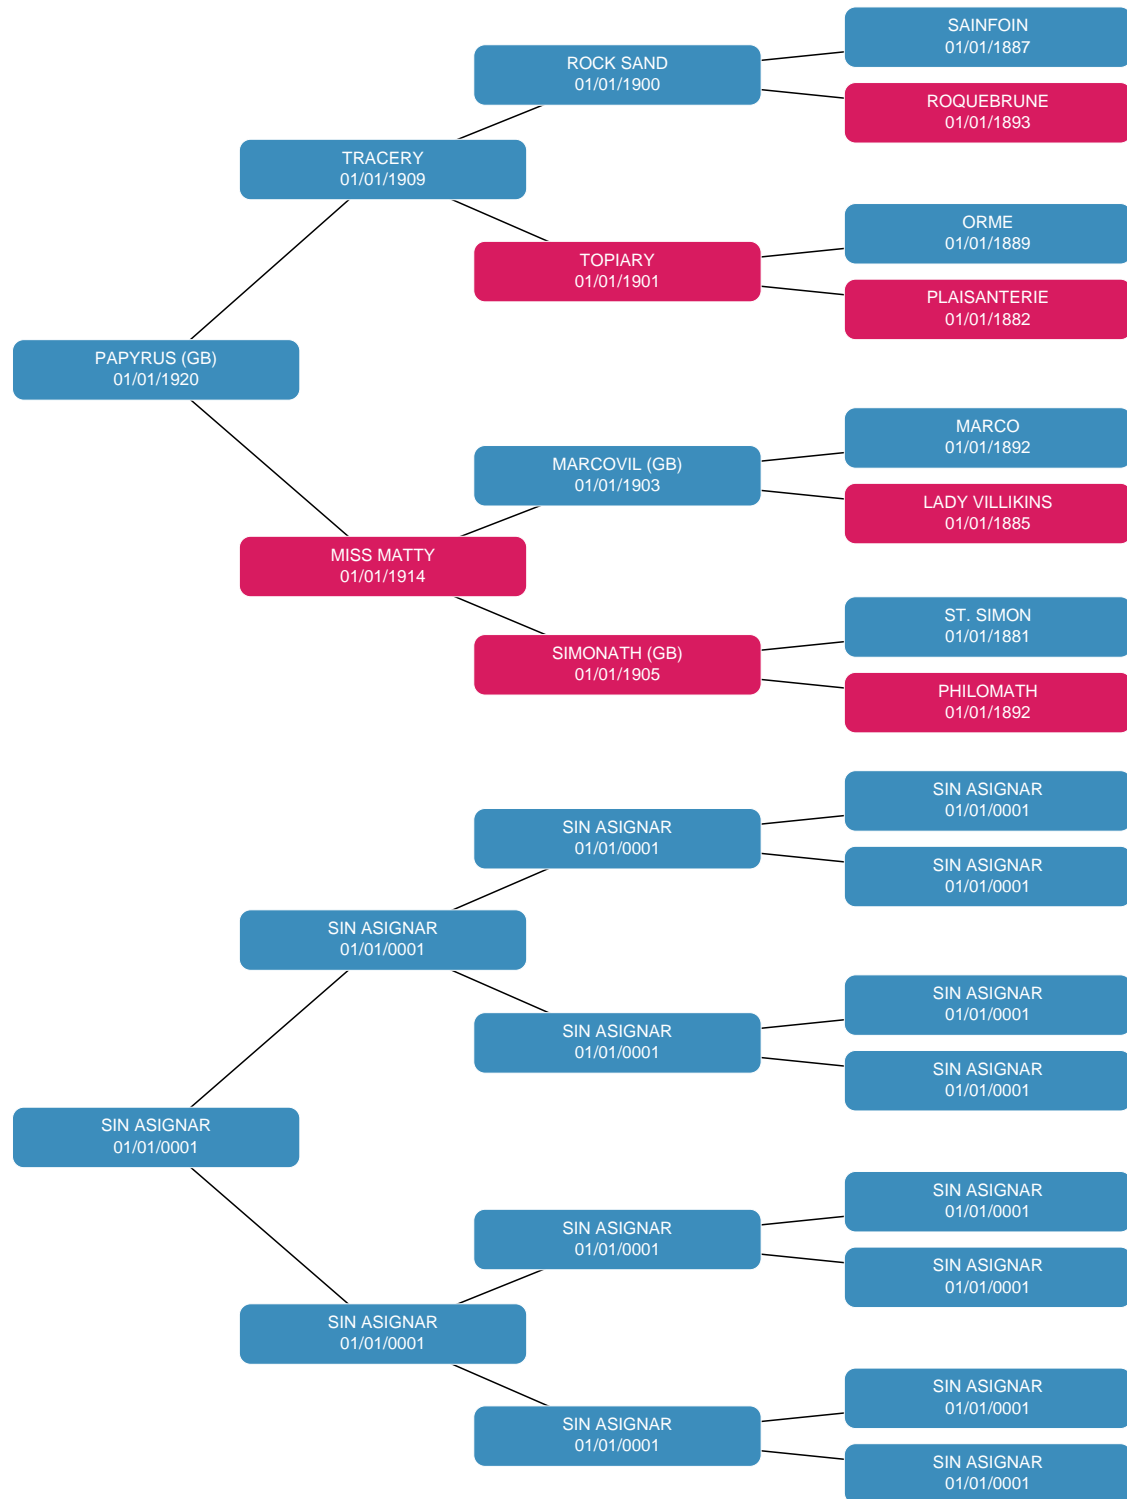 SAINFOIN
01/01/1887
ROCK SAND
01/01/1900
ROQUEBRUNE
01/01/1893
TRACERY
01/01/1909
ORME
01/01/1889
TOPIARY
01/01/1901
PLAISANTERIE
01/01/1882
PAPYRUS (GB)
01/01/1920
MARCO
01/01/1892
MARCOVIL (GB)
01/01/1903
LADY VILLIKINS
01/01/1885
MISS MATTY
01/01/1914
ST. SIMON
01/01/1881
SIMONATH (GB)
01/01/1905
PHILOMATH
01/01/1892
SIN ASIGNAR
01/01/0001
SIN ASIGNAR
01/01/0001
SIN ASIGNAR
01/01/0001
SIN ASIGNAR
01/01/0001
SIN ASIGNAR
01/01/0001
SIN ASIGNAR
01/01/0001
SIN ASIGNAR
01/01/0001
SIN ASIGNAR
01/01/0001
SIN ASIGNAR
01/01/0001
SIN ASIGNAR
01/01/0001
SIN ASIGNAR
01/01/0001
SIN ASIGNAR
01/01/0001
SIN ASIGNAR
01/01/0001
SIN ASIGNAR
01/01/0001
SIN ASIGNAR
01/01/0001